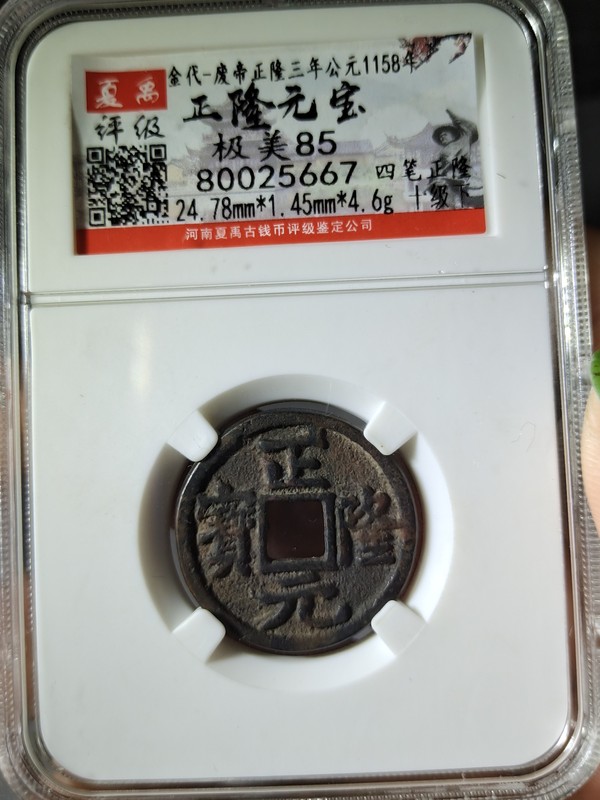 夏禹
评级
金代-废帝正隆三年公元1158年
正隆元宝
极美85
80025667 四笔正隆
24.78mm*1.45mm*4.6g 十级下
河南夏禹古钱币评级鉴定公司
正隆元寶